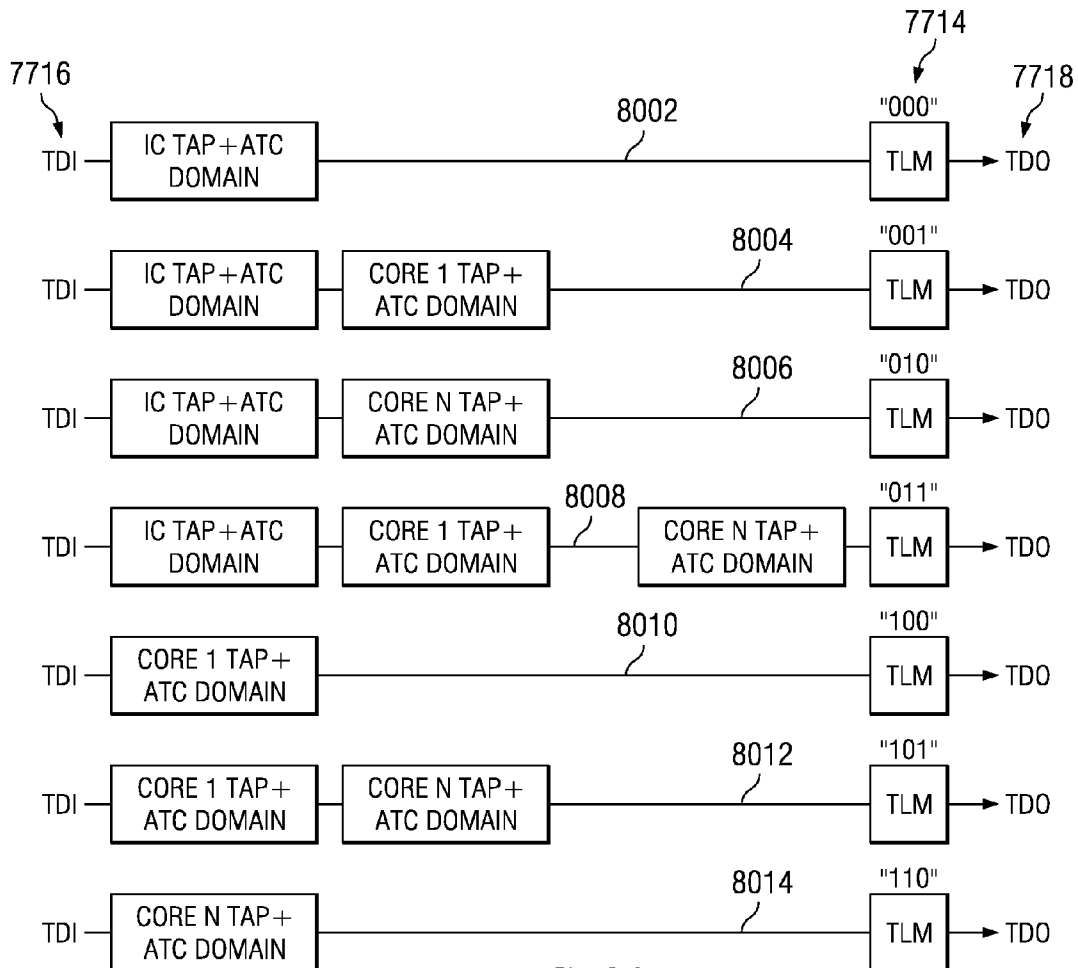 7714
7716
7718
"000"
8002
TDI
IC TAP+ATC
DOMAIN
TLM
TDO
"001"
8004
TDI
IC TAP+ATC
DOMAIN
CORE 1 TAP+
ATC DOMAIN
TLM
TDO
"010"
8006
TDI
IC TAP+ATC
DOMAIN
CORE N TAP+
ATC DOMAIN
TLM
TDO
"011"
8008
TDI
IC TAP+ATC
DOMAIN
CORE 1 TAP+
ATC DOMAIN
CORE N TAP+
ATC DOMAIN
TLM
TDO
"100"
8010
TDI
CORE 1 TAP+
ATC DOMAIN
TLM
TDO
"101"
8012
TDI
CORE 1 TAP+
ATC DOMAIN
CORE N TAP+
ATC DOMAIN
TLM
TDO
"110"
8014
TDI
CORE N TAP+
ATC DOMAIN
TLM
TDO